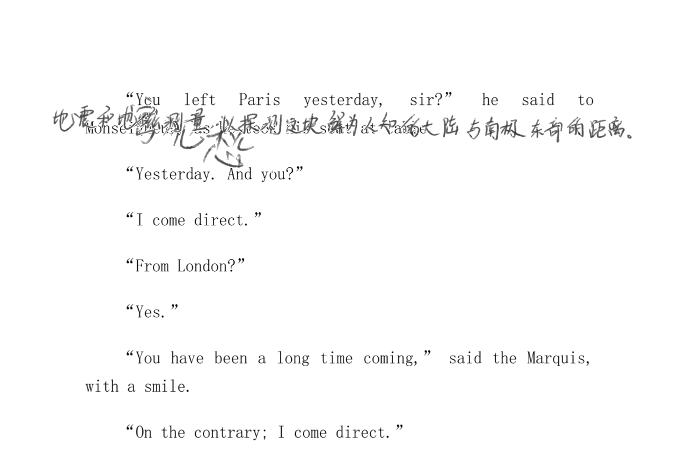 “You left Paris yesterday, sir?” he said to
地震和地 测量 以探测这块鲜为人知的大陆与南极东部的距离。
Monseigneur, as he took his seat at table.
“Yesterday. And you?”
“I come direct.”
“From London?”
“Yes.”
“You have been a long time coming,” said the Marquis,
with a smile.
“On the contrary; I come direct.”